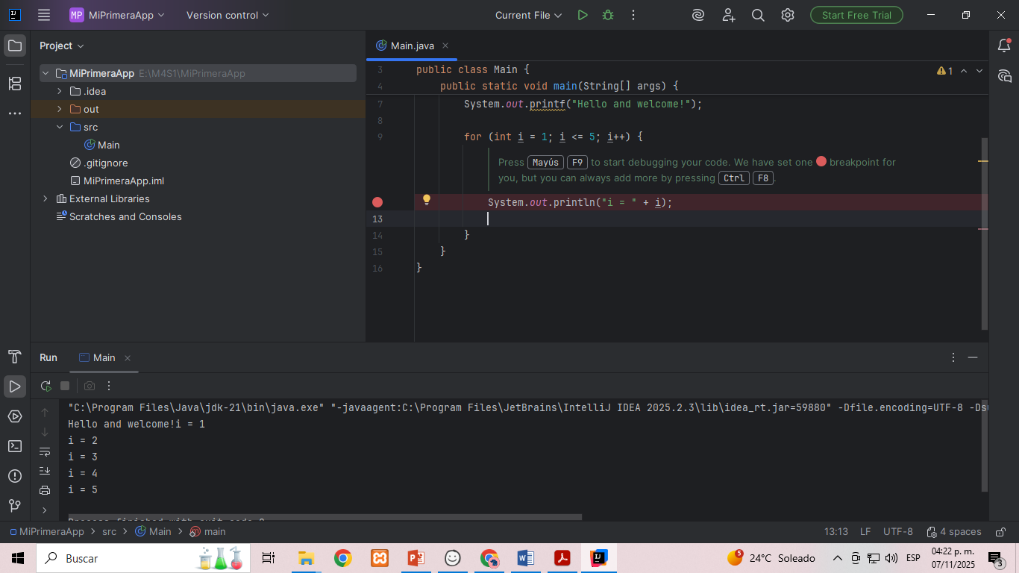 MP MiPrimeraApp Version control Current File Start Free Trial
Project
Main.java
MiPrimeraApp E:\M4S1\MiPrimeraApp
.idea
out
src
Main
.gitignore
MiPrimeraApp.iml
External Libraries
Scratches and Consoles
3 public class Main {
1
4 public static void main(String[] args) {
7 System.out.printf("Hello and welcome!");
8
9 for (int i = 1; i <= 5; i++) {
Press Mayús F9 to start debugging your code. We have set one breakpoint for
you, but you can always add more by pressing Ctrl F8.
System.out.println("i = " + i);
13
14 }
15 }
16 }
Run Main
"C:\Program Files\Java\jdk-21\bin\java.exe" "-javaagent:C:\Program Files\JetBrains\IntelliJ IDEA 2025.2.3\lib\idea_rt.jar=59880" -Dfile.encoding=UTF-8
Hello and welcome!i = 1
i = 2
i = 3
i = 4
i = 5
MiPrimeraApp > src > Main > main 13:13 LF UTF-8 4 spaces
Buscar 5 24°C Soleado ESP 04:22 p. m.
07/11/2025 3